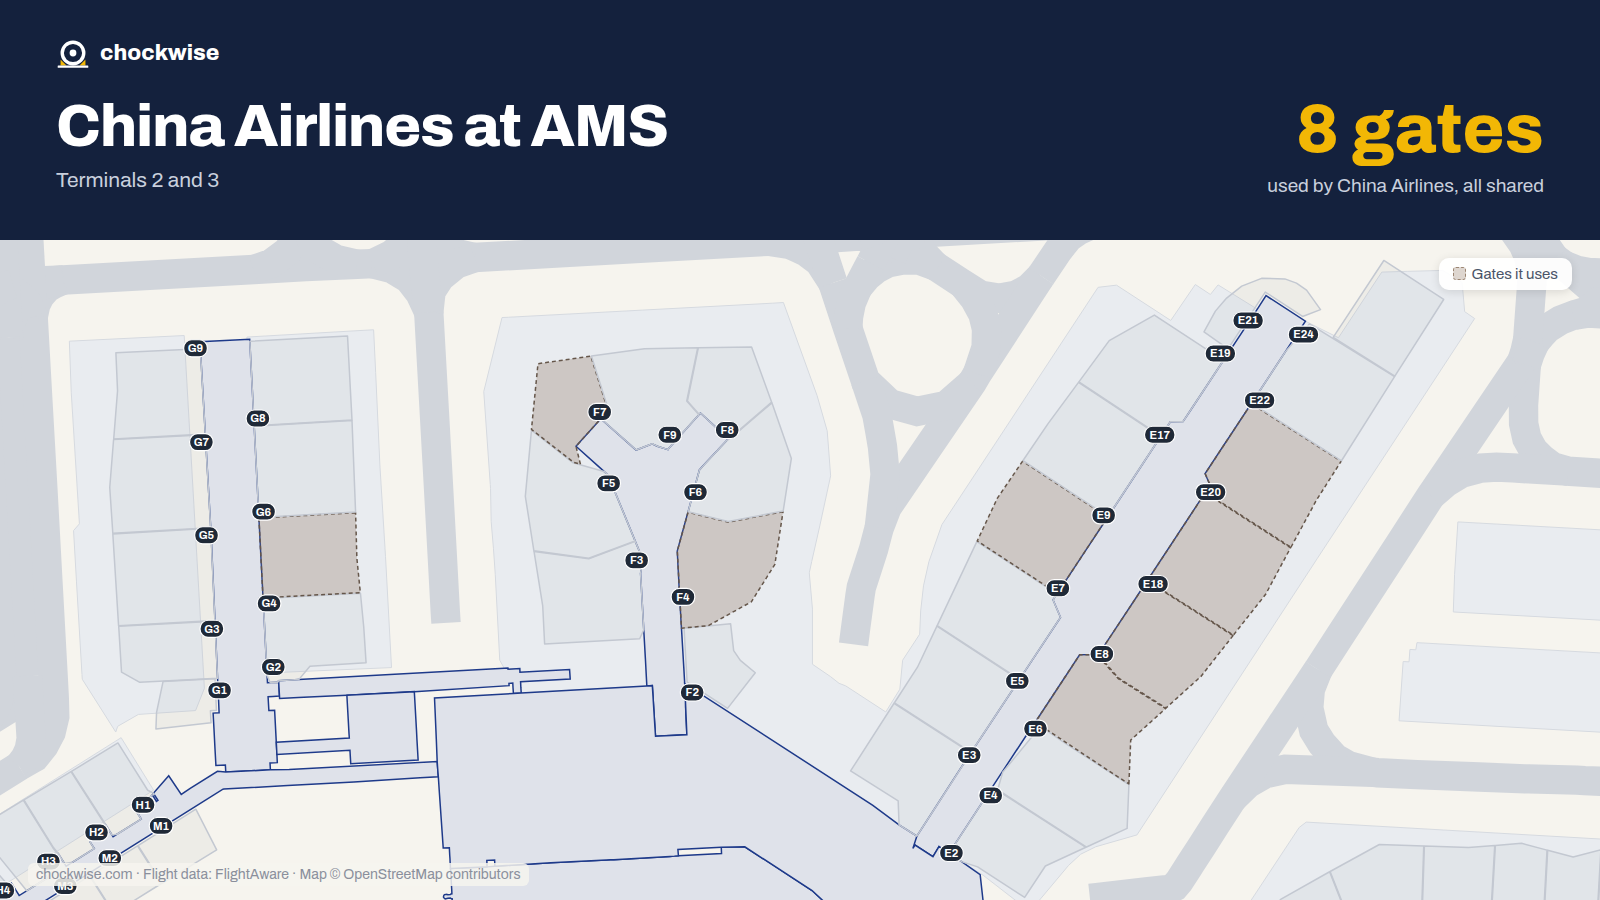 chockwise
China Airlines at AMS
Terminals 2 and 3
8 gates
used by China Airlines, all shared
Gates it uses
G9
G8
G7
G6
G5
G4
G3
G2
G1
F7
F9
F8
F5
F6
F3
F4
F2
E21
E24
E19
E22
E17
E20
E9
E18
E7
E8
E5
E6
E3
E4
E2
H1
M1
H2
M2
H3
M3
H4
chockwise.com · Flight data: FlightAware · Map © OpenStreetMap contributors